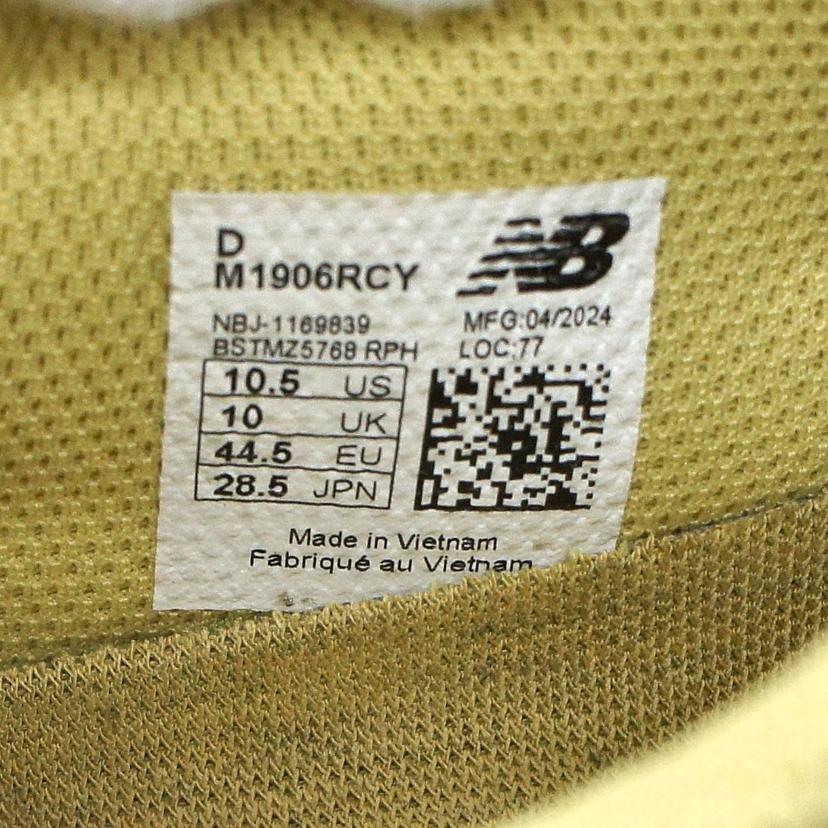 D
M1906RCY
NB
NBJ-1169839
BSTMZ5768 RPH
MFG:04/2024
LOC:77
10.5 US
10 UK
44.5 EU
28.5 JPN
Made in Vietnam
Fabriqué au Vietnam